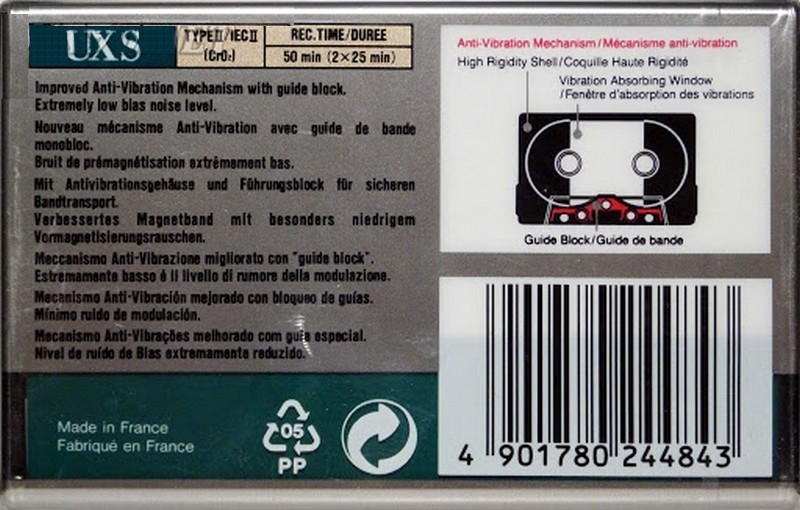 UXS
TYPE II/IEC II
(CrO₂)
REC.TIME/DUREE
50 min (2×25 min)
Improved Anti-Vibration Mechanism with guide block.
Extremely low bias noise level.
Nouveau mécanisme Anti-Vibration avec guide de bande
monobloc.
Bruit de prémagnétisation extrêmement bas.
Mit Antivibrationsgehäuse und Führungsblock für sicheren
Bandtransport.
Verbessertes Magnetband mit besonders niedrigem
Vormagnetisierungsrauschen.
Meccanismo Anti-Vibrazione migliorato con "guide block".
Estremamente basso é il livello di rumore della modulazione.
Mecanismo Anti-Vibración mejorado con bloqueo de guías.
Mínimo ruido de modulación.
Mecanismo Anti-Vibrações melhorado com guia especial.
Nivel de ruído de Bias extremamente reduzido.
Made in France
Fabriqué en France
05
PP
Anti-Vibration Mechanism/Mécanisme anti-vibration
High Rigidity Shell/Coquille Haute Rigidité
Vibration Absorbing Window
/Fenêtre d'absorption des vibrations
Guide Block/Guide de bande
4 901780 244843